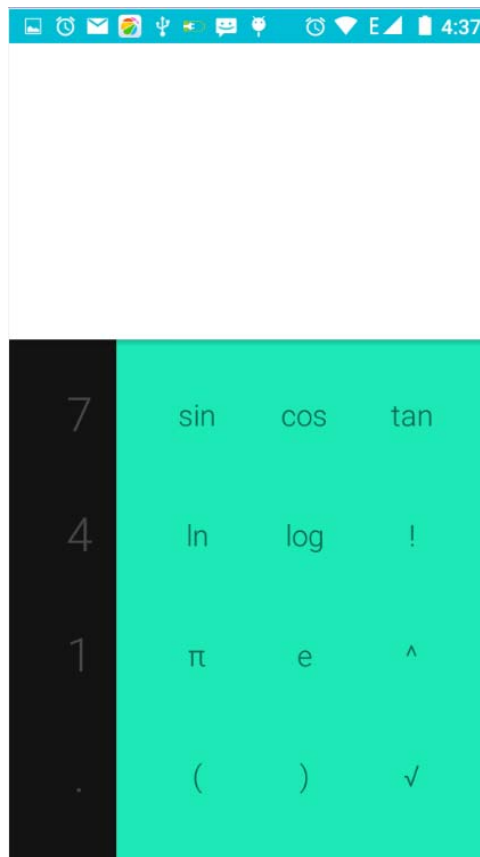 E 4:37
7 sin cos tan
4 ln log !
1 π e ^
. ( ) √